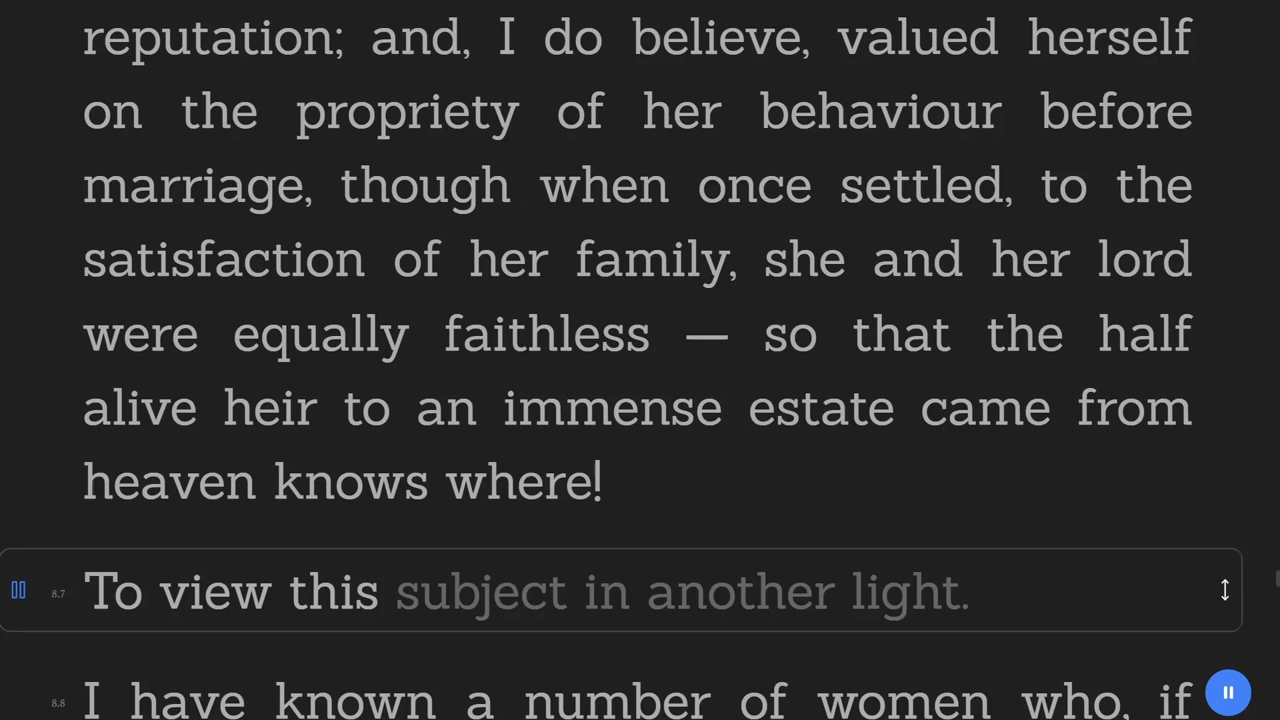 reputation; and, I do believe, valued herself
on the propriety of her behaviour before
marriage, though when once settled, to the
satisfaction of her family, she and her lord
were equally faithless — so that the half
alive heir to an immense estate came from
heaven knows where!
8.7 To view this subject in another light.
8.8 I have known a number of women who, if